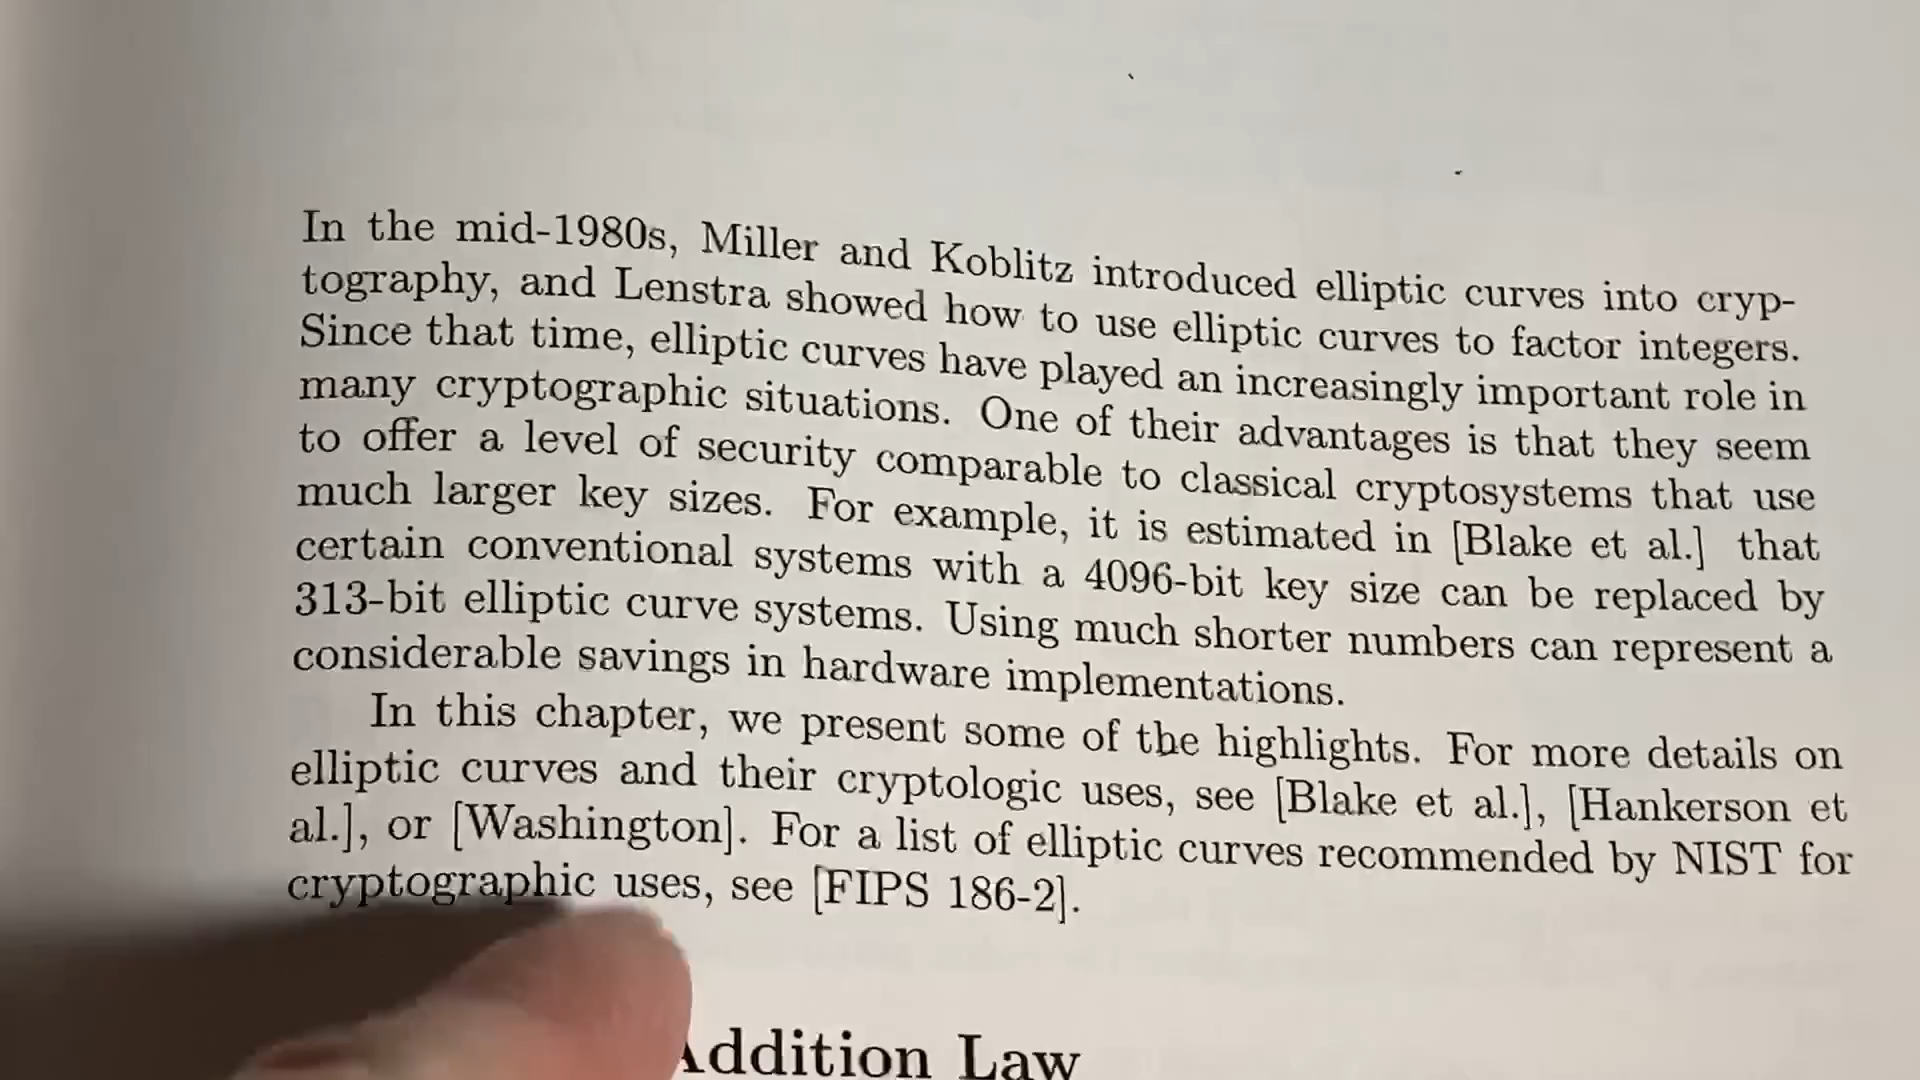 In the mid-1980s, Miller and Koblitz introduced elliptic curves into cryp-
tography, and Lenstra showed how to use elliptic curves to factor integers.
Since that time, elliptic curves have played an increasingly important role in
many cryptographic situations. One of their advantages is that they seem
to offer a level of security comparable to classical cryptosystems that use
much larger key sizes. For example, it is estimated in [Blake et al.] that
certain conventional systems with a 4096-bit key size can be replaced by
313-bit elliptic curve systems. Using much shorter numbers can represent a
considerable savings in hardware implementations.
In this chapter, we present some of the highlights. For more details on
elliptic curves and their cryptologic uses, see [Blake et al.], [Hankerson et
al.], or [Washington]. For a list of elliptic curves recommended by NIST for
cryptographic uses, see [FIPS 186-2].
Addition Law